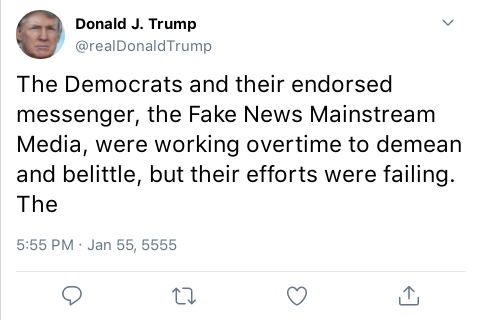 Donald J. Trump
@realDonaldTrump
The Democrats and their endorsed
messenger, the Fake News Mainstream
Media, were working overtime to demean
and belittle, but their efforts were failing.
The
5:55 PM · Jan 55, 5555